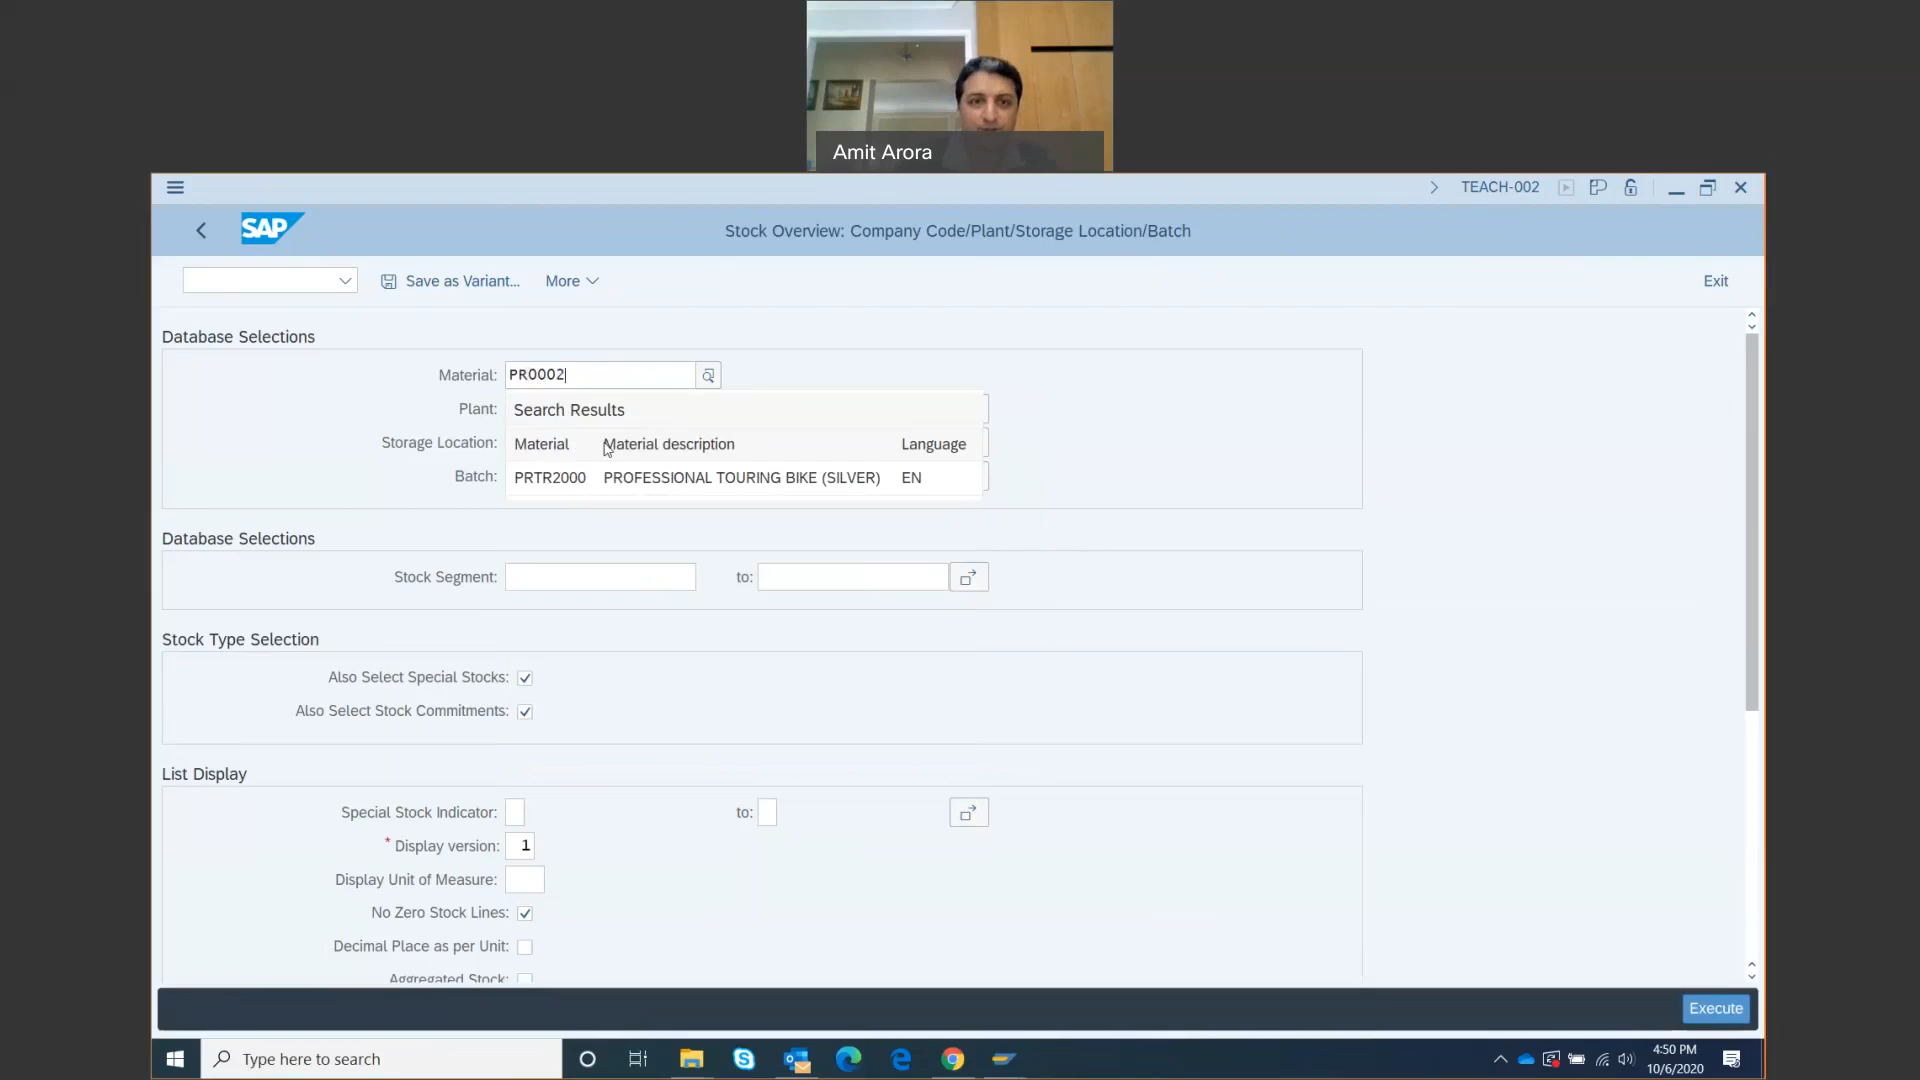 Amit Arora
TEACH-002
SAP
Stock Overview: Company Code/Plant/Storage Location/Batch
Save as Variant...
More
Exit
Database Selections
Material: PR0002
Plant:
Search Results
Storage Location:
Material Material description Language
Batch:
PRTR2000 PROFESSIONAL TOURING BIKE (SILVER) EN
Database Selections
Stock Segment: to:
Stock Type Selection
Also Select Special Stocks:
Also Select Stock Commitments:
List Display
Special Stock Indicator: to:
* Display version: 1
Display Unit of Measure:
No Zero Stock Lines:
Decimal Place as per Unit:
Aggregated Stock:
Execute
Type here to search
4:50 PM
10/6/2020